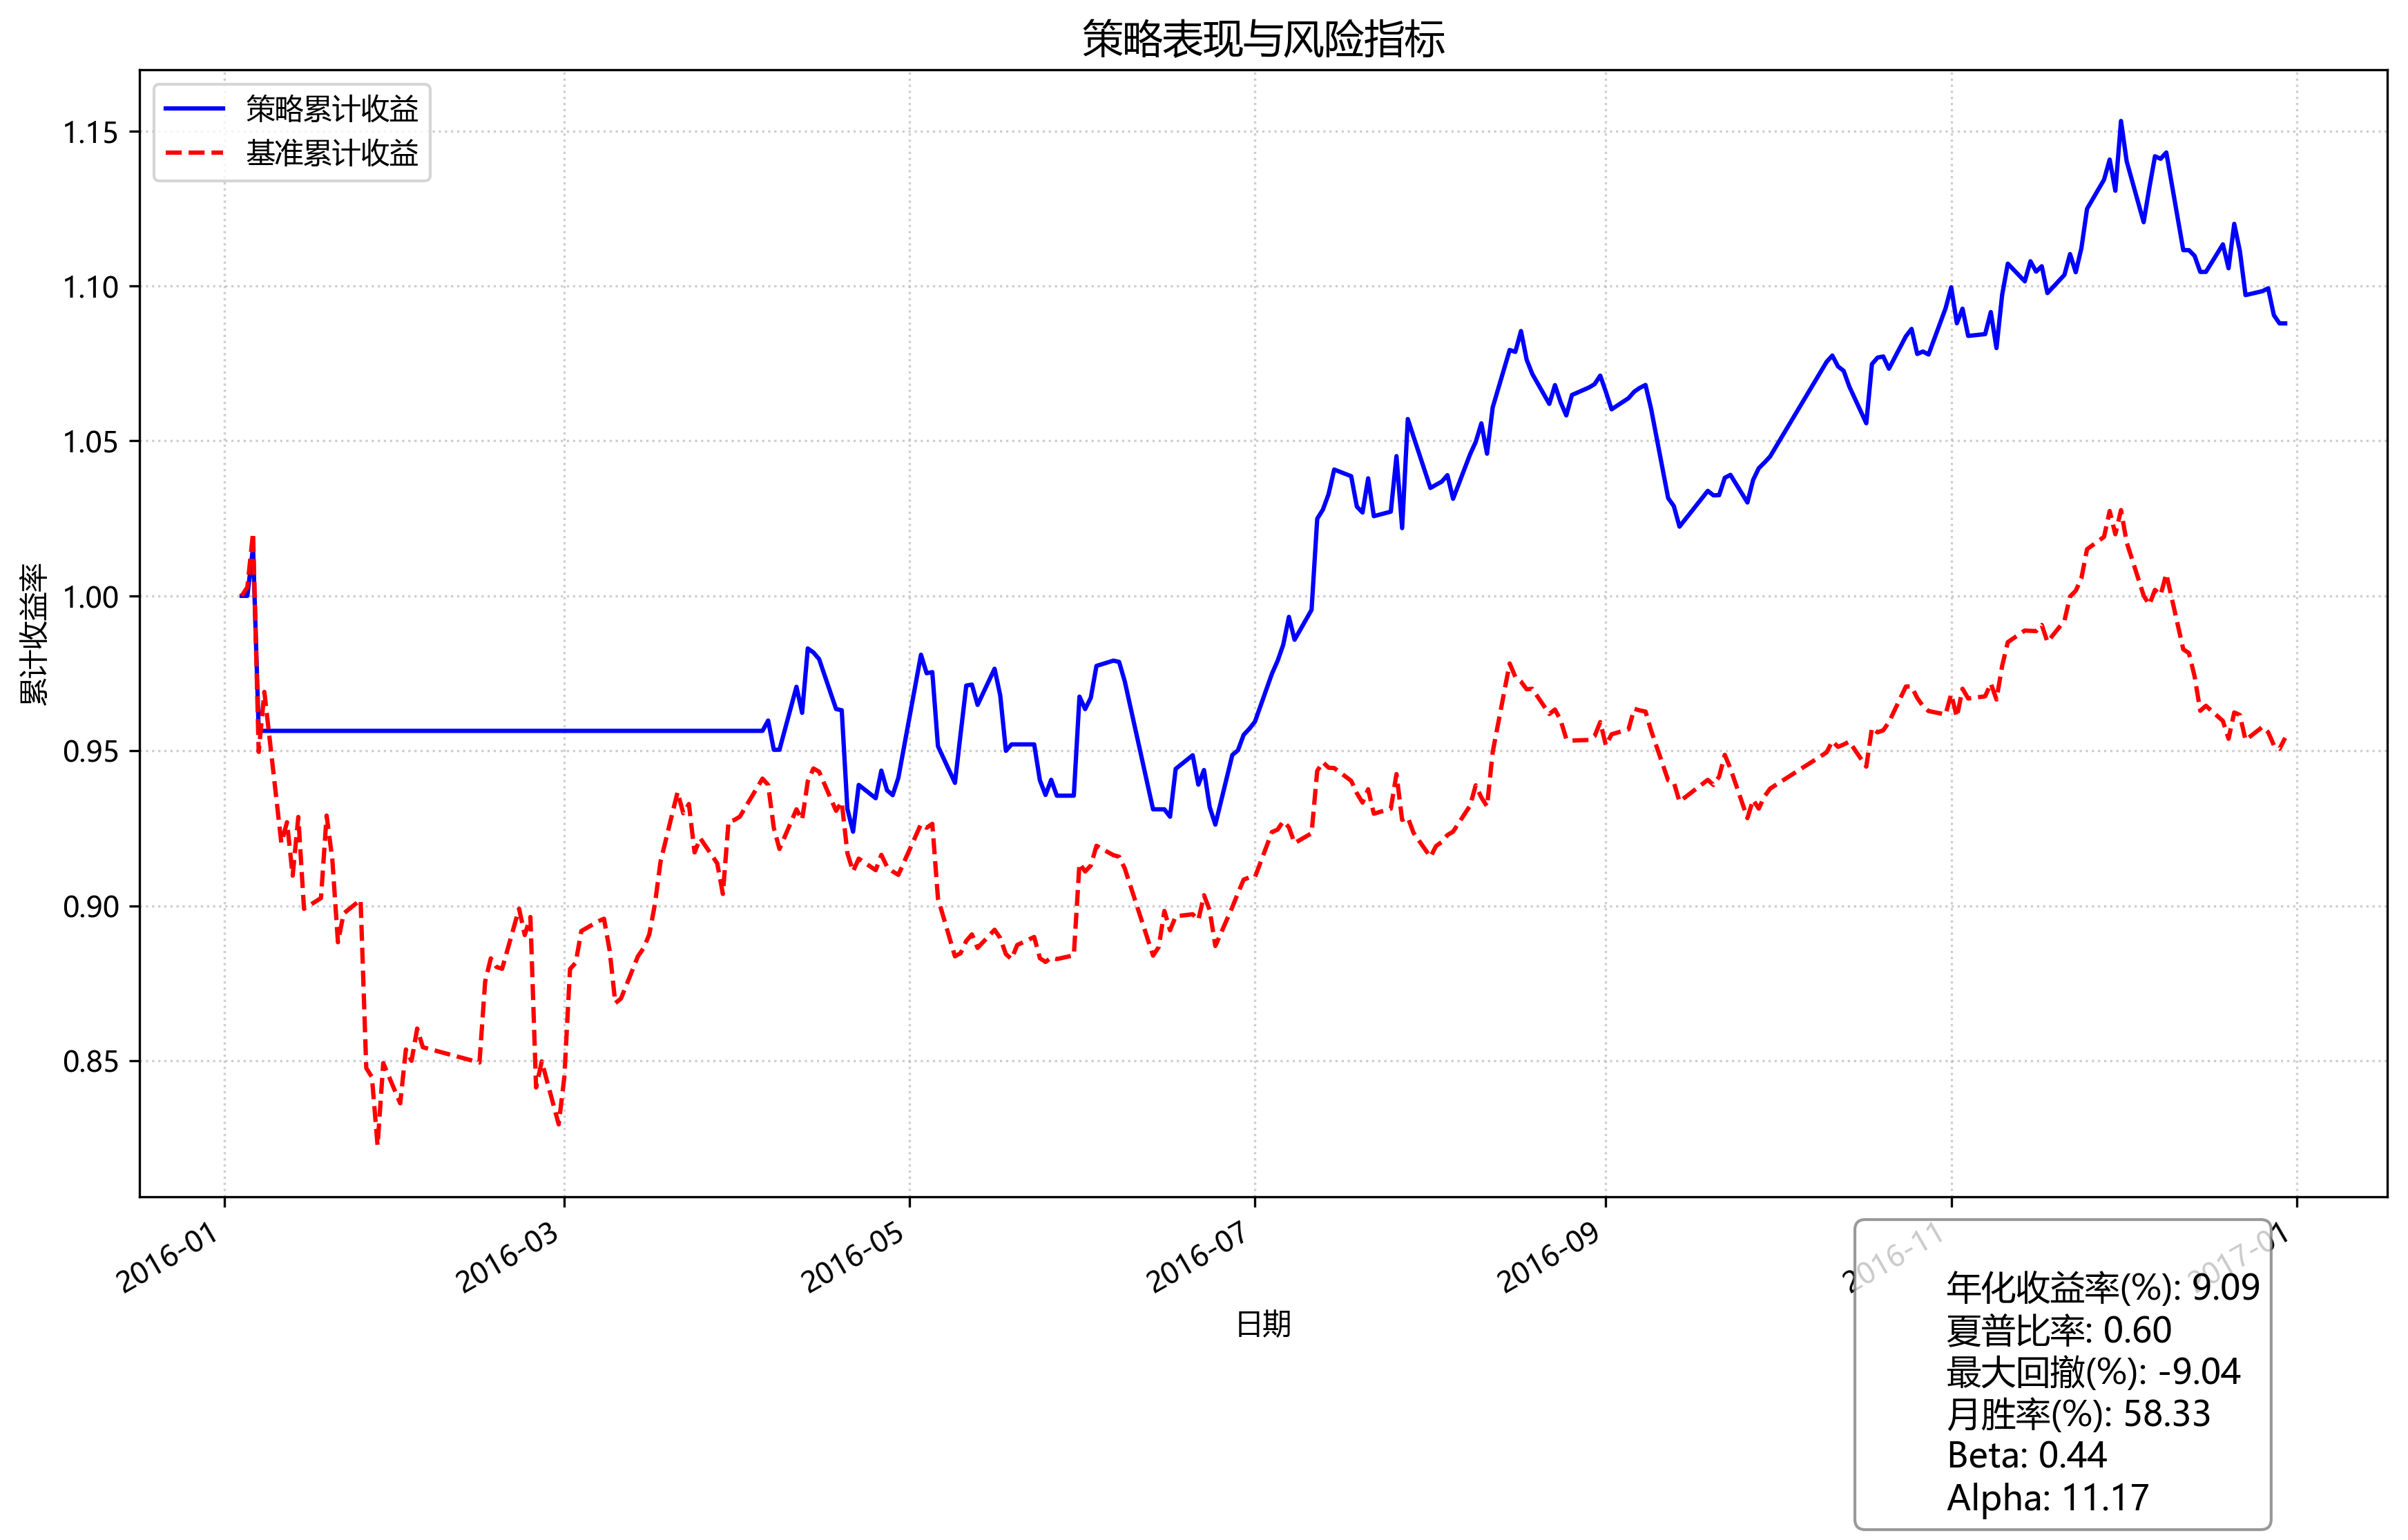 策略表现与风险指标
策略累计收益
基准累计收益
1.15
1.10
1.05
1.00
0.95
0.90
0.85
累计收益率
2016-01
2016-03
2016-05
2016-07
2016-09
2016-11
2017-01
日期
年化收益率(%): 9.09
夏普比率: 0.60
最大回撤(%): -9.04
月胜率(%): 58.33
Beta: 0.44
Alpha: 11.17